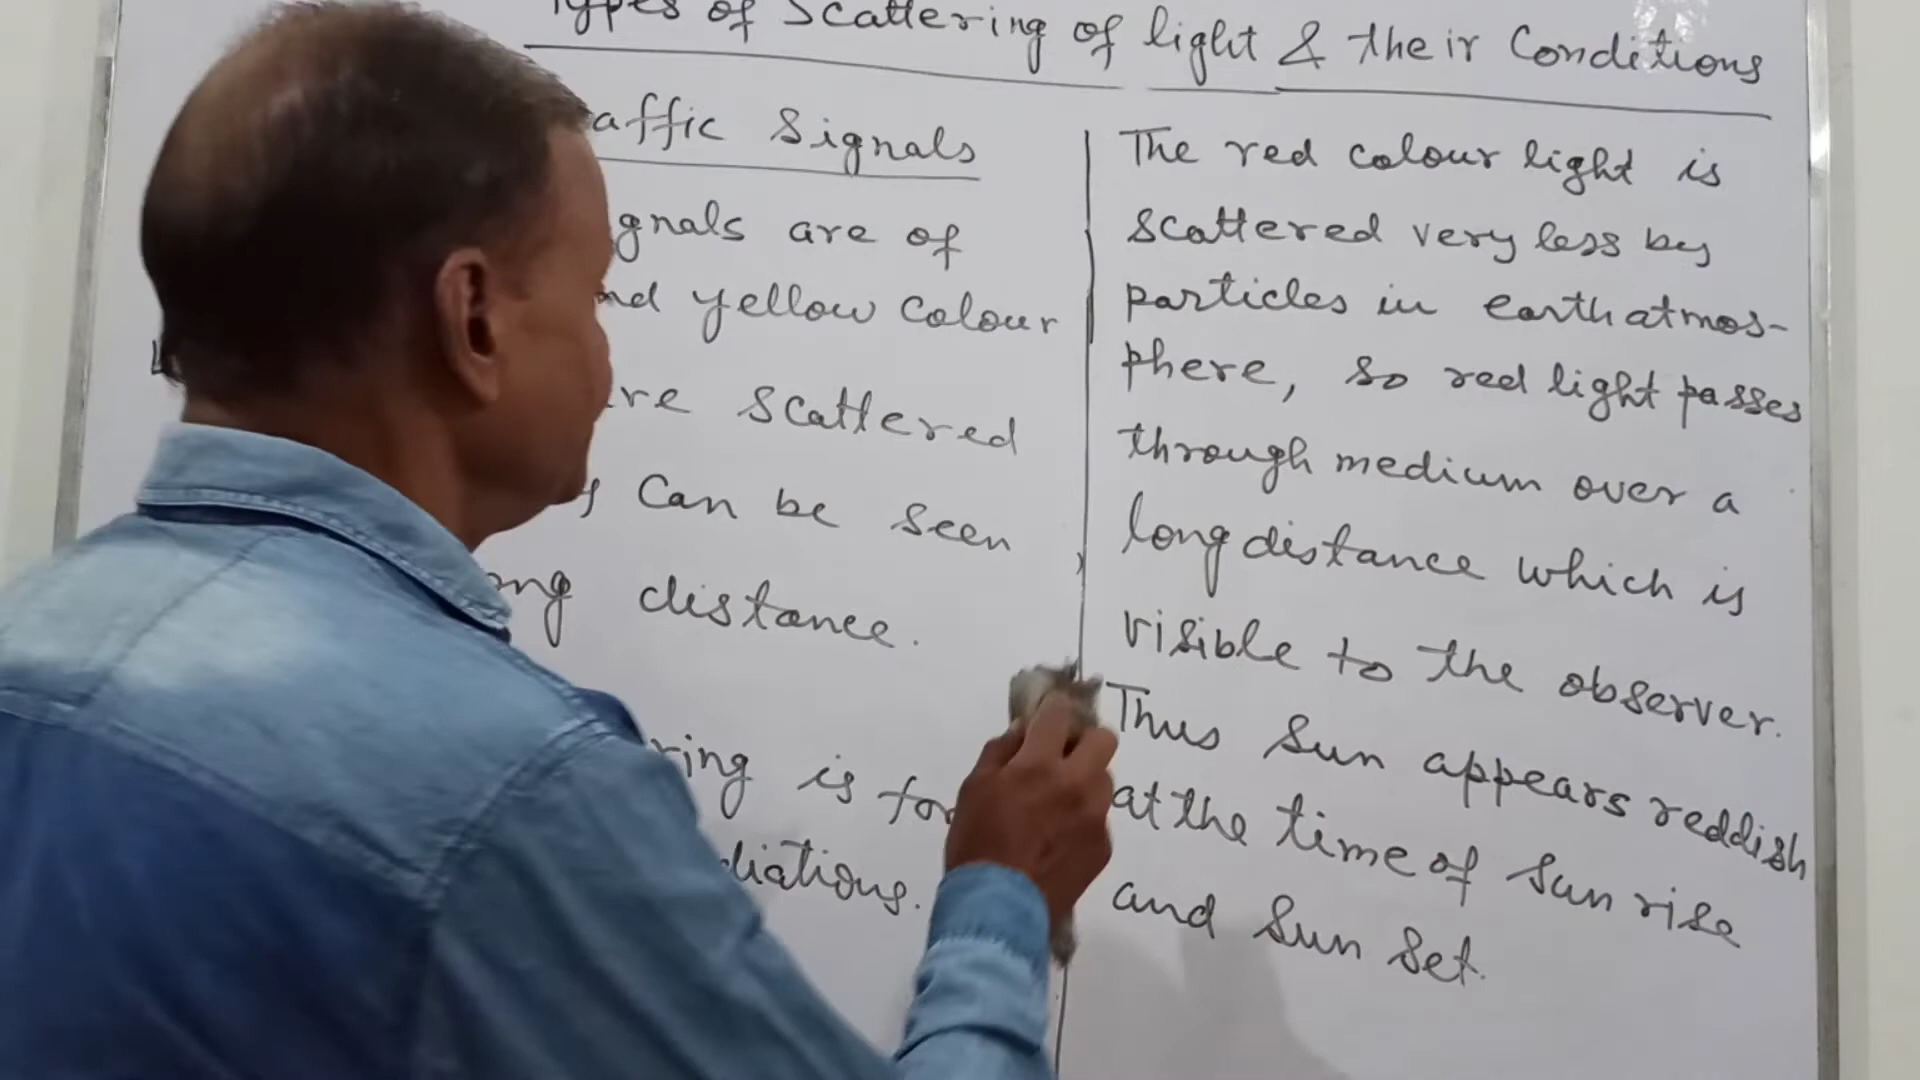 Types of Scattering of light & their Conditions
affic Signals
gnals are of
nd yellow colour
re scattered
can be seen
ong distance.
ring is for
diations.
The red colour light is
scattered very less by
particles in earth atmos-
phere, so red light passes
through medium over a
long distance which is
visible to the observer.
Thus Sun appears reddish
at the time of Sun rise
and Sun Set.